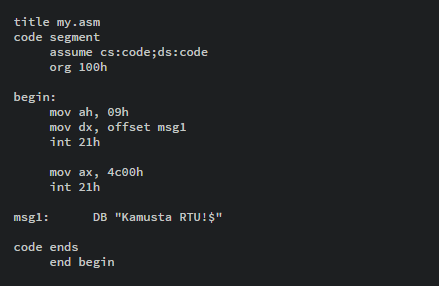 title my.asm
code segment
assume cs:code;ds:code
org 100h
begin:
mov ah, 09h
mov dx, offset msg1
int 21h
mov ax, 4c00h
int 21h
msg1: DB "Kamusta RTU!$"
code ends
end begin